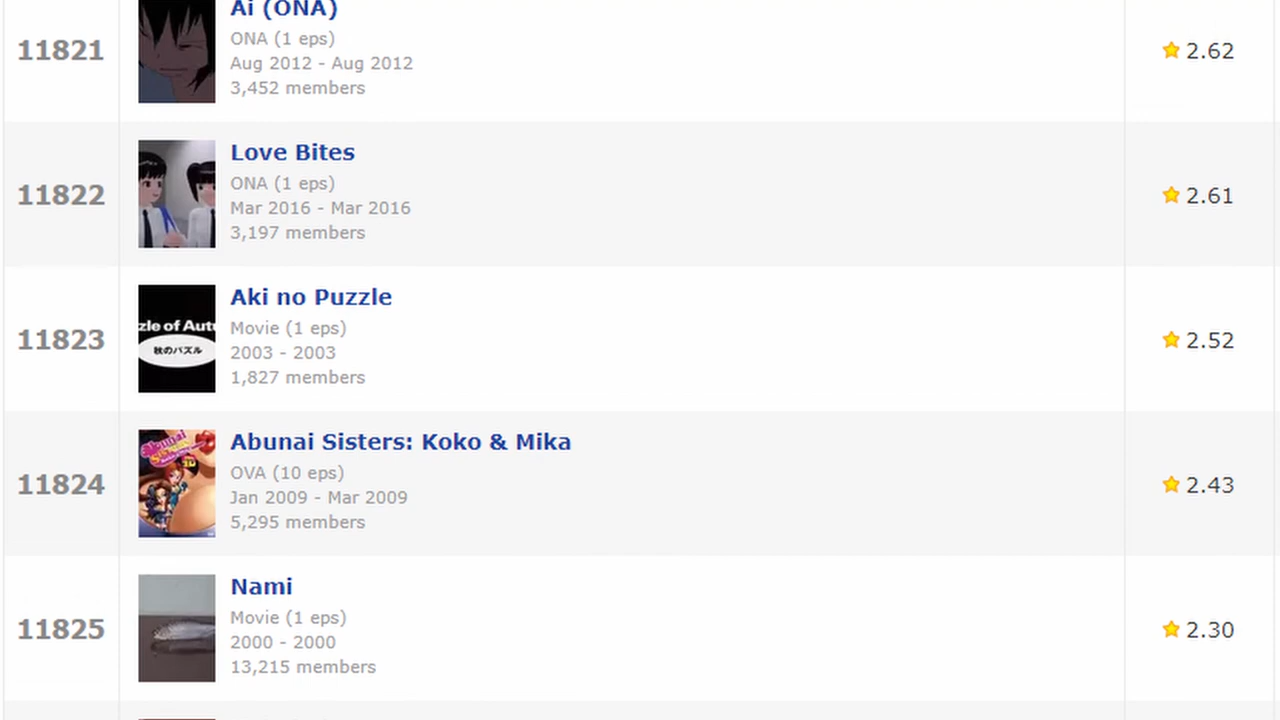 11821
Ai (ONA)
ONA (1 eps)
Aug 2012 - Aug 2012
3,452 members
2.62
11822
Love Bites
ONA (1 eps)
Mar 2016 - Mar 2016
3,197 members
2.61
11823
zle of Autu
秋のパズル
Aki no Puzzle
Movie (1 eps)
2003 - 2003
1,827 members
2.52
11824
Abunai Sisters: Koko & Mika
OVA (10 eps)
Jan 2009 - Mar 2009
5,295 members
2.43
11825
Nami
Movie (1 eps)
2000 - 2000
13,215 members
2.30